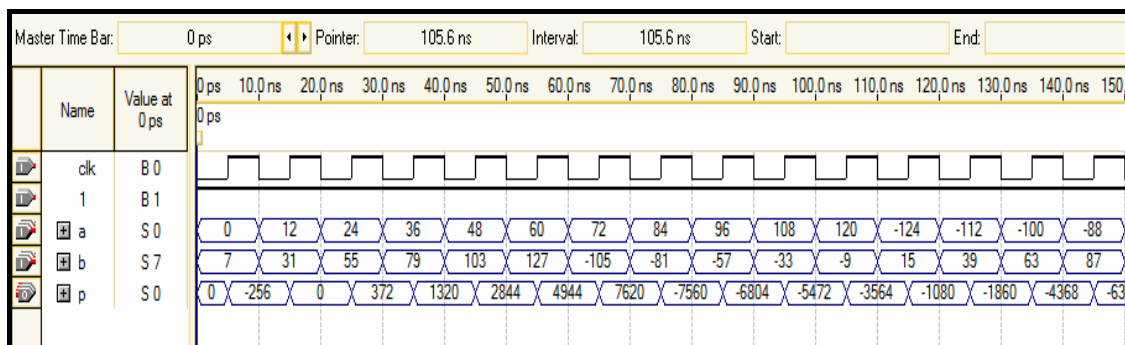 Master Time Bar: 0 ps Pointer: 105.6 ns Interval: 105.6 ns Start: End:
Name Value at 0 ps 0 ps 10.0 ns 20.0 ns 30.0 ns 40.0 ns 50.0 ns 60.0 ns 70.0 ns 80.0 ns 90.0 ns 100.0 ns 110.0 ns 120.0 ns 130.0 ns 140.0 ns 150.
0 ps
clk B 0
1 B 1
a S 0 0 12 24 36 48 60 72 84 96 108 120 -124 -112 -100 -88
b S 7 7 31 55 79 103 127 -105 -81 -57 -33 -9 15 39 63 87
p S 0 0 -256 0 372 1320 2844 4944 7620 -7560 -6804 -5472 -3564 -1080 -1860 -4368 -63